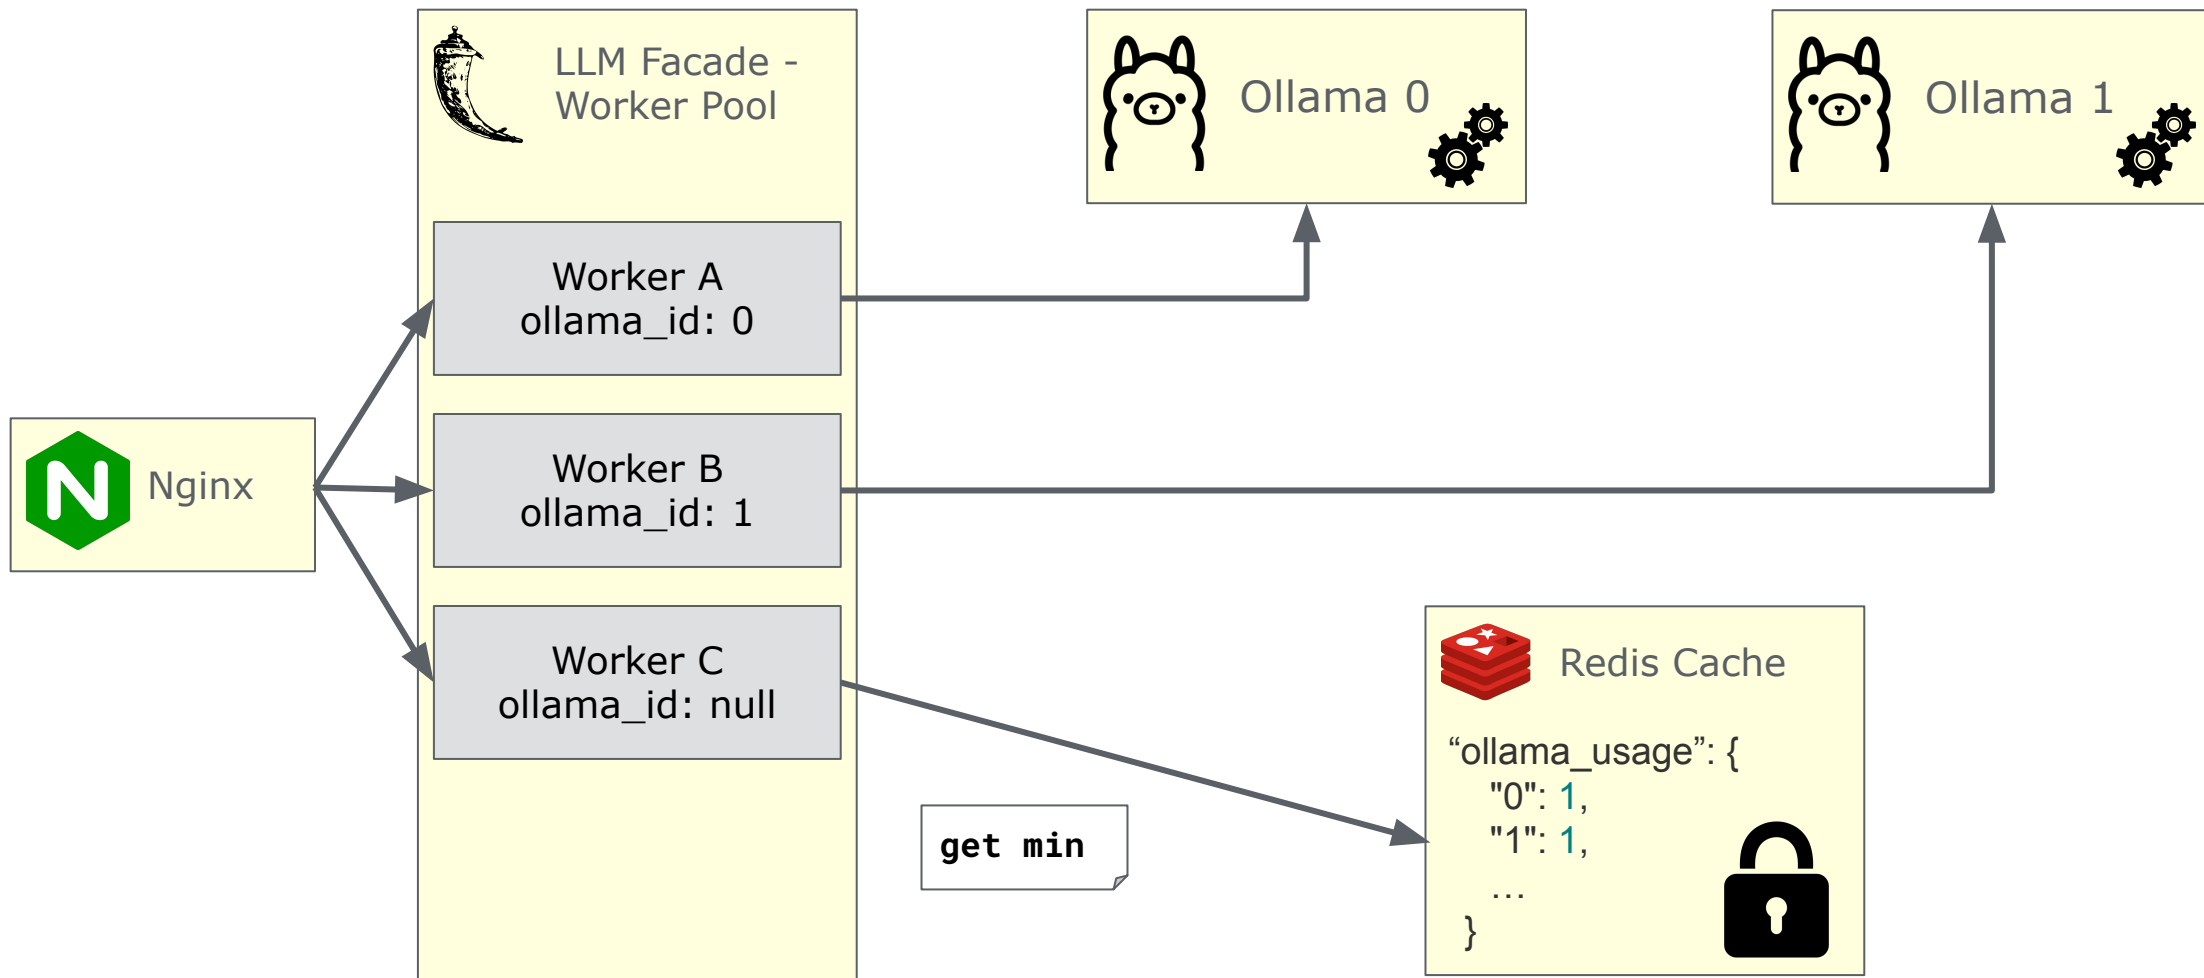 LLM Facade -
Worker Pool
Ollama 0
Ollama 1
Worker A
ollama_id: 0
Nginx
Worker B
ollama_id: 1
Worker C
ollama_id: null
Redis Cache
“ollama_usage”: {
"0": 1,
"1": 1,
…
}
get min